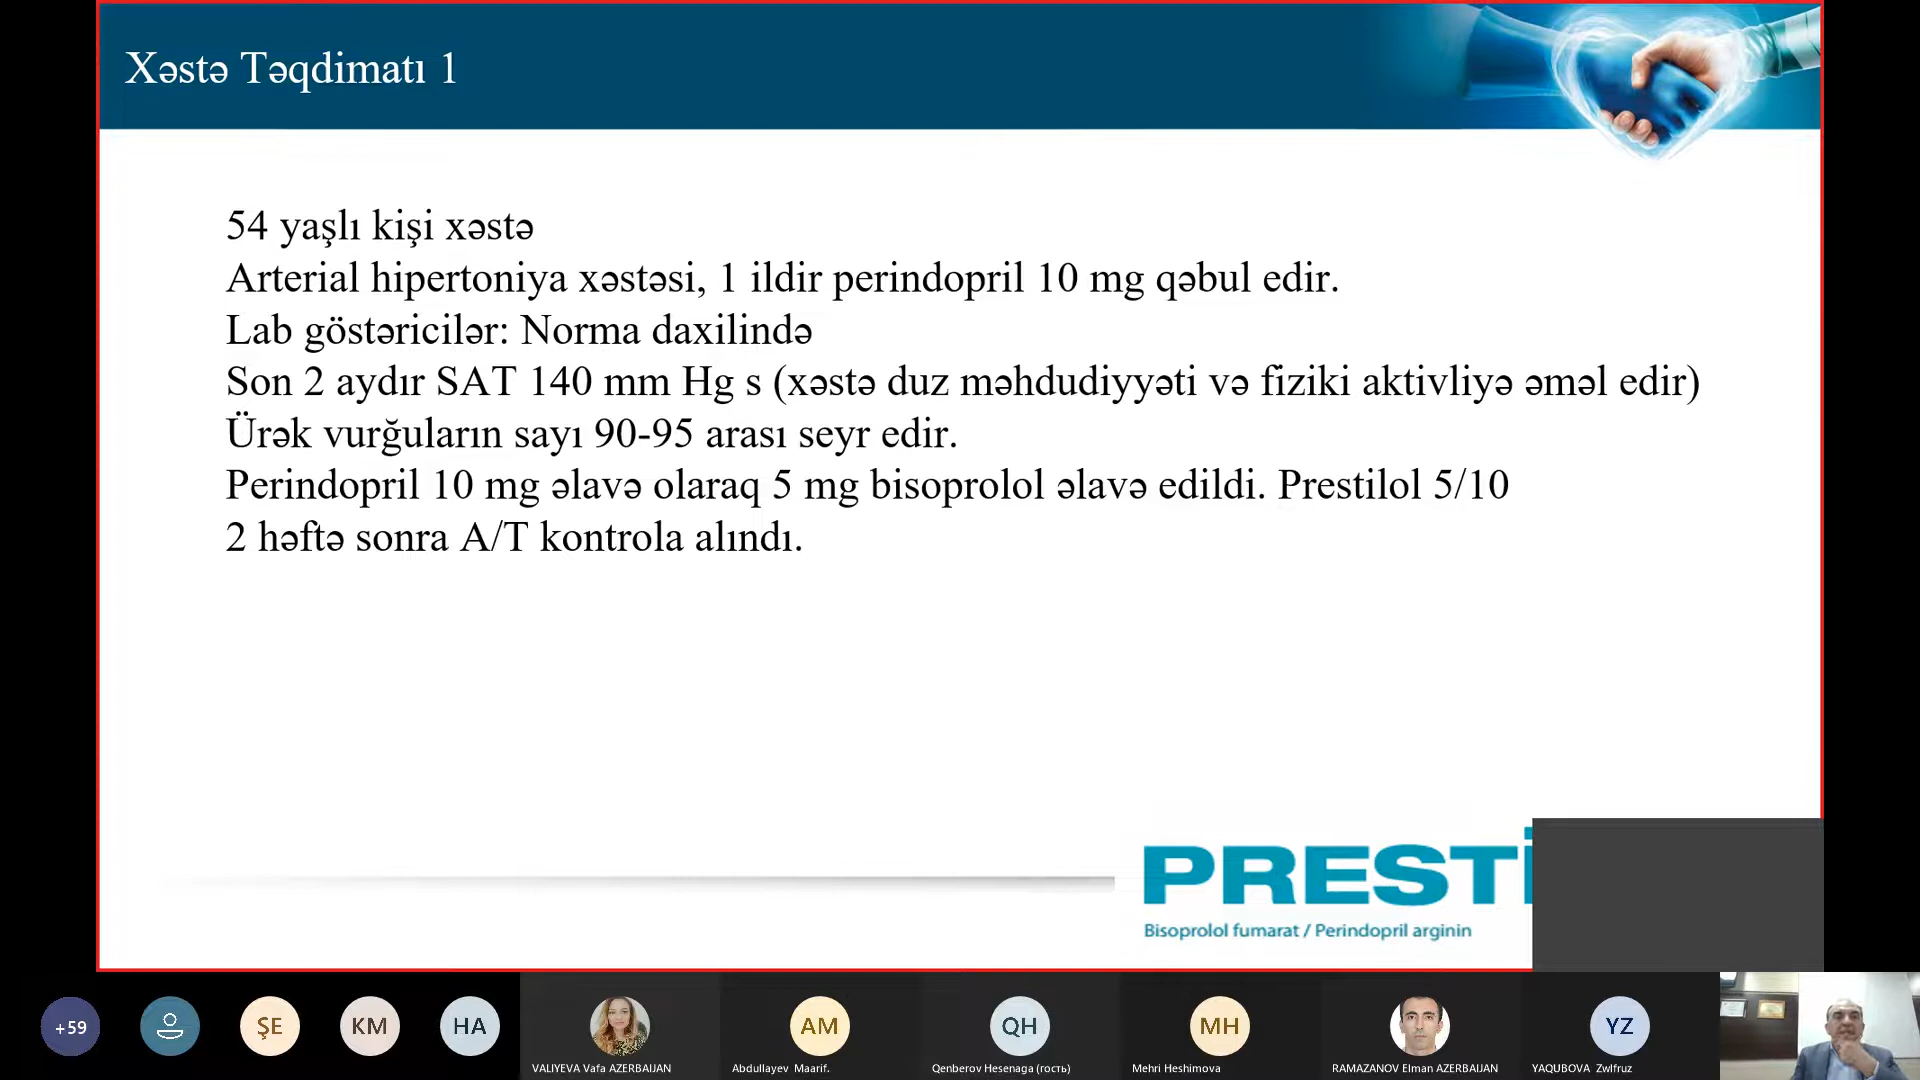 Xəstə Təqdimatı 1
54 yaşlı kişi xəstə
Arterial hipertoniya xəstəsi, 1 ildir perindopril 10 mg qəbul edir.
Lab göstəricilər: Norma daxilində
Son 2 aydır SAT 140 mm Hg s (xəstə duz məhdudiyyəti və fiziki aktivliyə əməl edir)
Ürək vurğuların sayı 90-95 arası seyr edir.
Perindopril 10 mg əlavə olaraq 5 mg bisoprolol əlavə edildi. Prestilol 5/10
2 həftə sonra A/T kontrola alındı.
PRESTİ
Bisoprolol fumarat / Perindopril arginin
+59
ŞE
KM
HA
AM
QH
MH
YZ
VALIYEVA Vafa AZERBAIJAN
Abdullayev Maarif.
Qenberov Hesenaga (гость)
Mehri Heshimova
RAMAZANOV Elman AZERBAIJAN
YAQUBOVA Zwlfruz